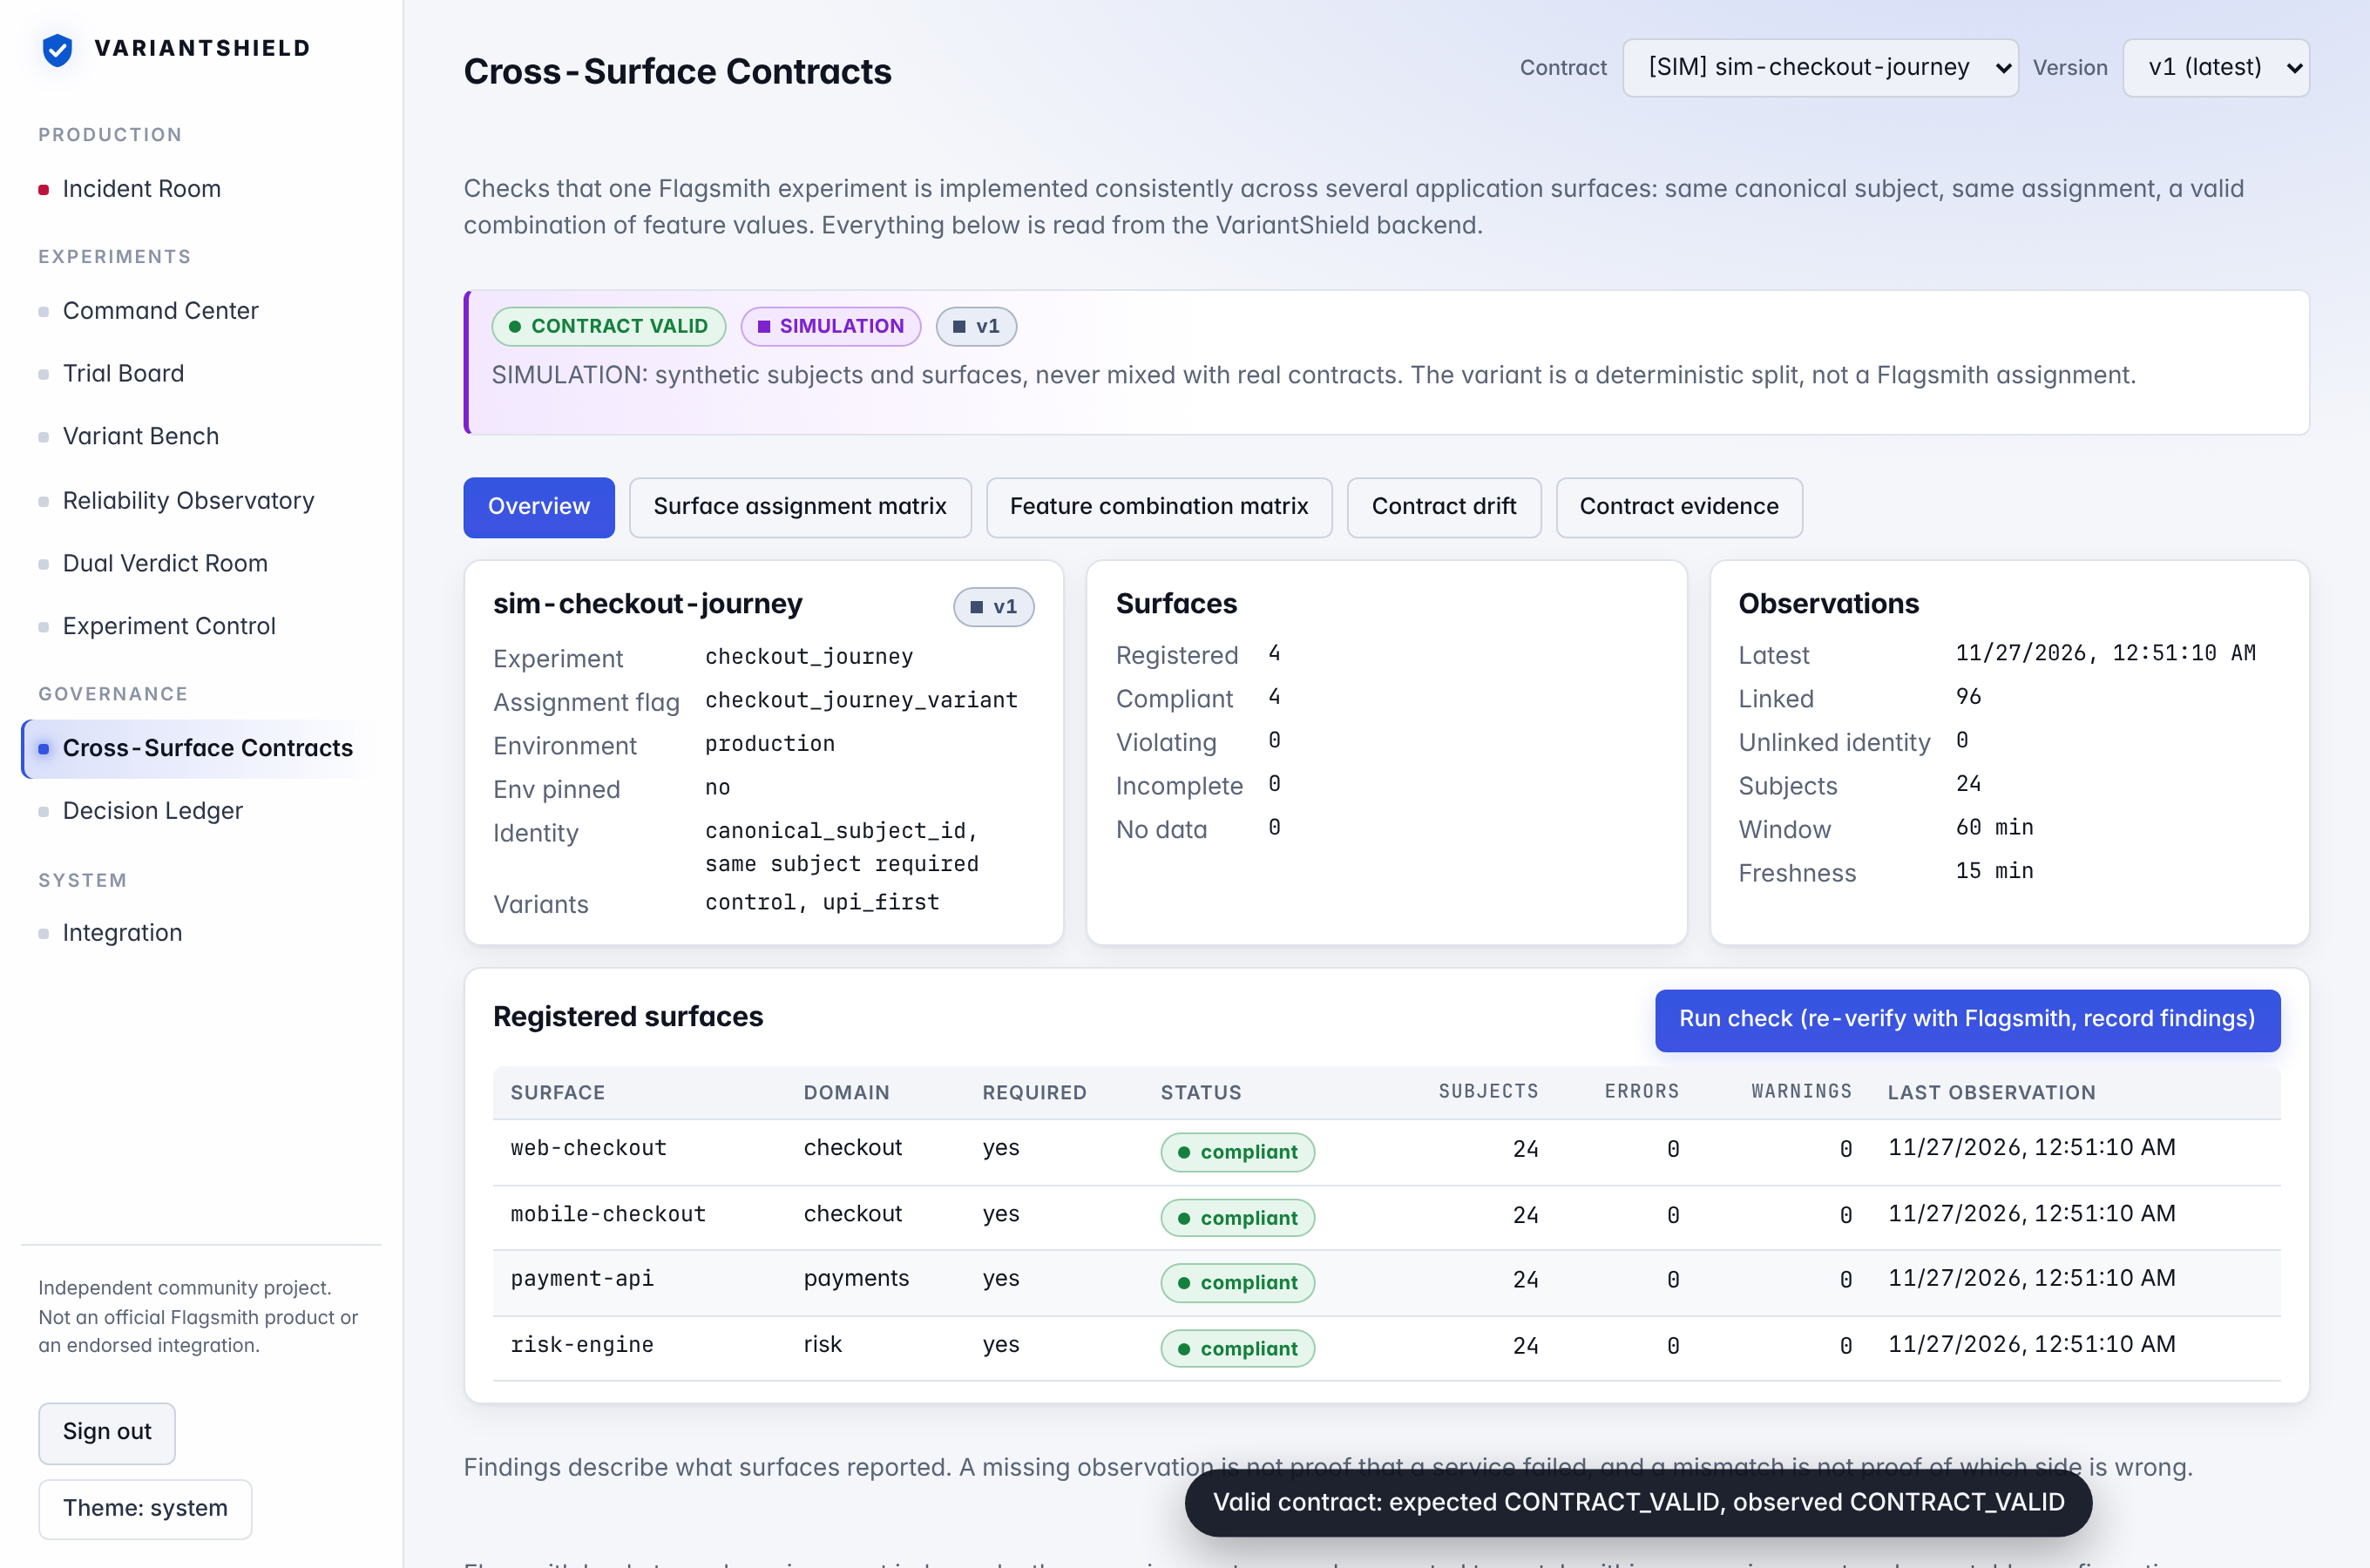 VARIANTSHIELD
PRODUCTION
Incident Room
EXPERIMENTS
Command Center
Trial Board
Variant Bench
Reliability Observatory
Dual Verdict Room
Experiment Control
GOVERNANCE
Cross-Surface Contracts
Decision Ledger
SYSTEM
Integration
Independent community project.
Not an official Flagsmith product or
an endorsed integration.
Sign out
Theme: system
Cross-Surface Contracts
Contract [SIM] sim-checkout-journey Version v1 (latest)
Checks that one Flagsmith experiment is implemented consistently across several application surfaces: same canonical subject, same assignment, a valid
combination of feature values. Everything below is read from the VariantShield backend.
CONTRACT VALID SIMULATION v1
SIMULATION: synthetic subjects and surfaces, never mixed with real contracts. The variant is a deterministic split, not a Flagsmith assignment.
Overview Surface assignment matrix Feature combination matrix Contract drift Contract evidence
sim-checkout-journey v1
Experiment checkout_journey
Assignment flag checkout_journey_variant
Environment production
Env pinned no
Identity canonical_subject_id,
same subject required
Variants control, upi_first
Surfaces
Registered 4
Compliant 4
Violating 0
Incomplete 0
No data 0
Observations
Latest 11/27/2026, 12:51:10 AM
Linked 96
Unlinked identity 0
Subjects 24
Window 60 min
Freshness 15 min
Registered surfaces Run check (re-verify with Flagsmith, record findings)
SURFACE DOMAIN REQUIRED STATUS SUBJECTS ERRORS WARNINGS LAST OBSERVATION
web-checkout checkout yes compliant 24 0 0 11/27/2026, 12:51:10 AM
mobile-checkout checkout yes compliant 24 0 0 11/27/2026, 12:51:10 AM
payment-api payments yes compliant 24 0 0 11/27/2026, 12:51:10 AM
risk-engine risk yes compliant 24 0 0 11/27/2026, 12:51:10 AM
Findings describe what surfaces reported. A missing observation is not proof that a service failed, and a mismatch is not proof of which side is wrong.
Valid contract: expected CONTRACT_VALID, observed CONTRACT_VALID